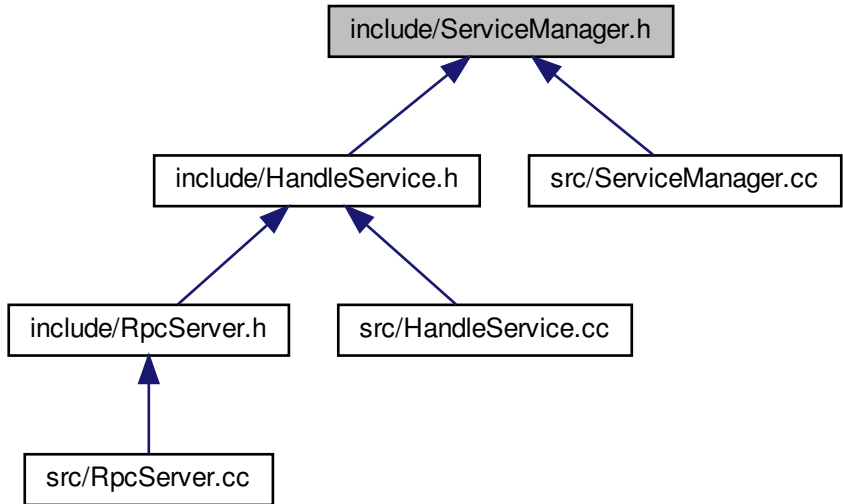 include/ServiceManager.h
include/HandleService.h
src/ServiceManager.cc
include/RpcServer.h
src/HandleService.cc
src/RpcServer.cc